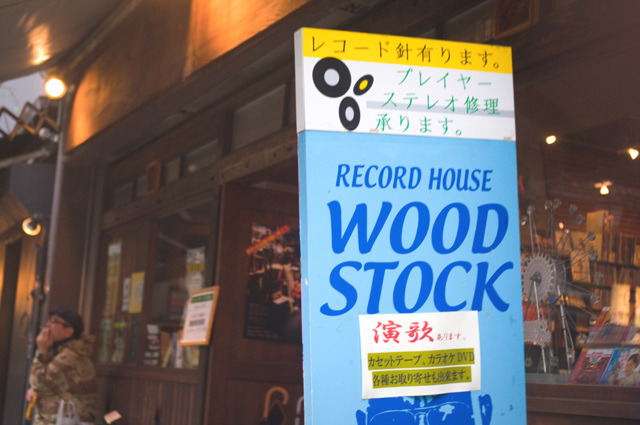 レコード針有ります。
プレイヤー
ステレオ修理
承ります。
RECORD HOUSE
WOOD
STOCK
演歌あります。
カセットテープ、カラオケDVD
各種お取り寄せも出来ます。